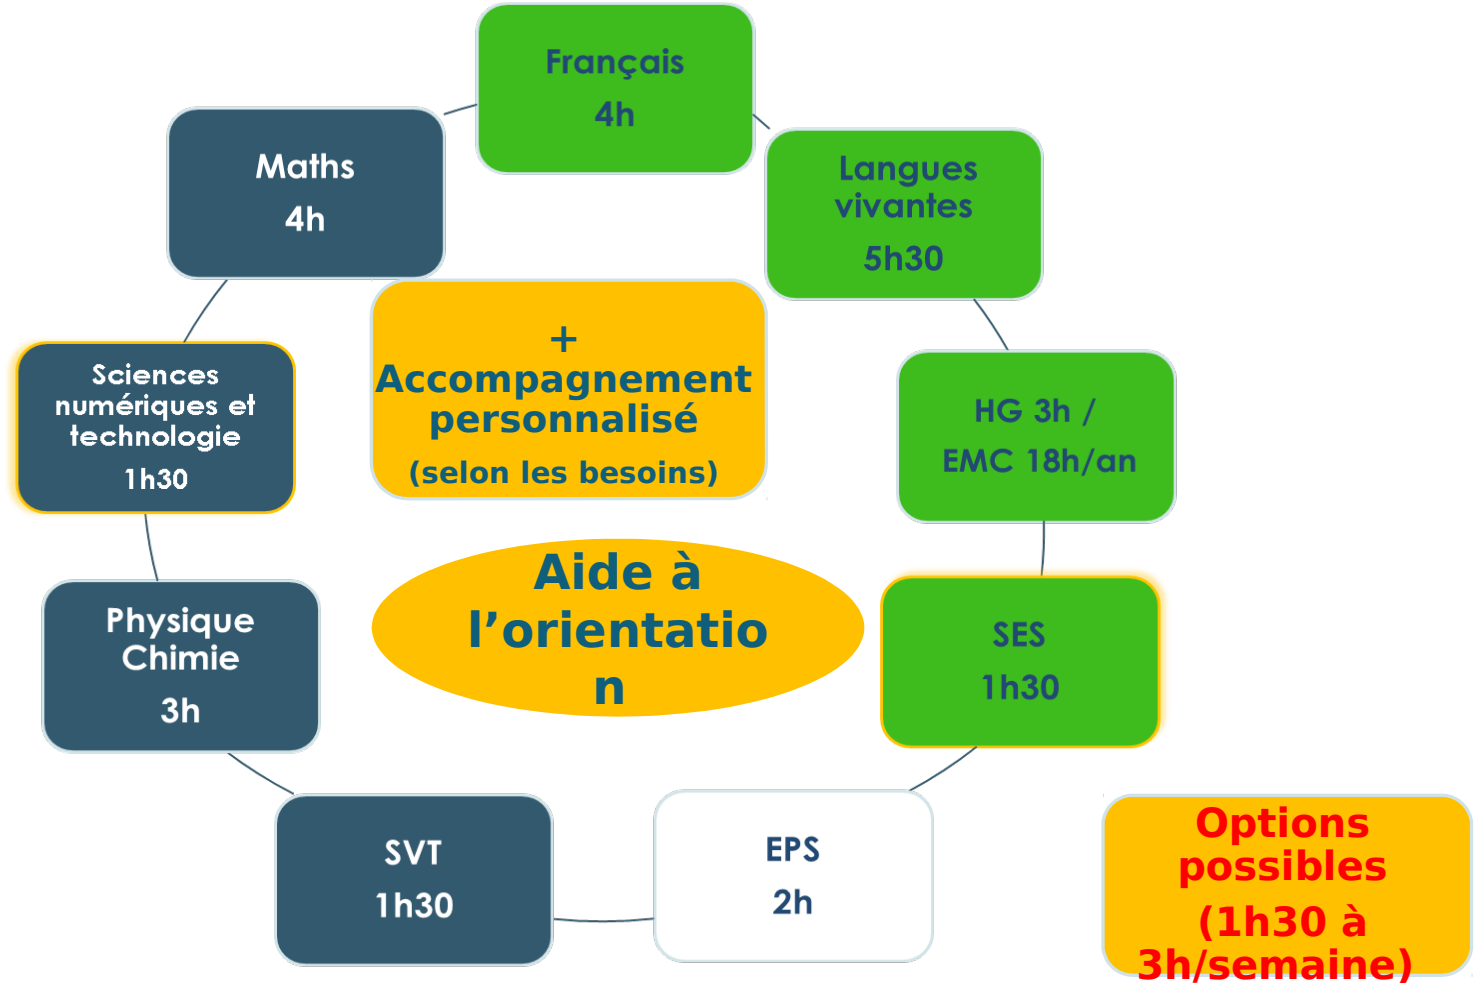 Français
4h
Maths
4h
Langues
vivantes
5h30
+
Accompagnement
personnalisé
(selon les besoins)
Sciences
numériques et
technologie
1h30
HG 3h /
EMC 18h/an
Aide à
l’orientatio
n
Physique
Chimie
3h
SES
1h30
SVT
1h30
EPS
2h
Options
possibles
(1h30 à
3h/semaine)